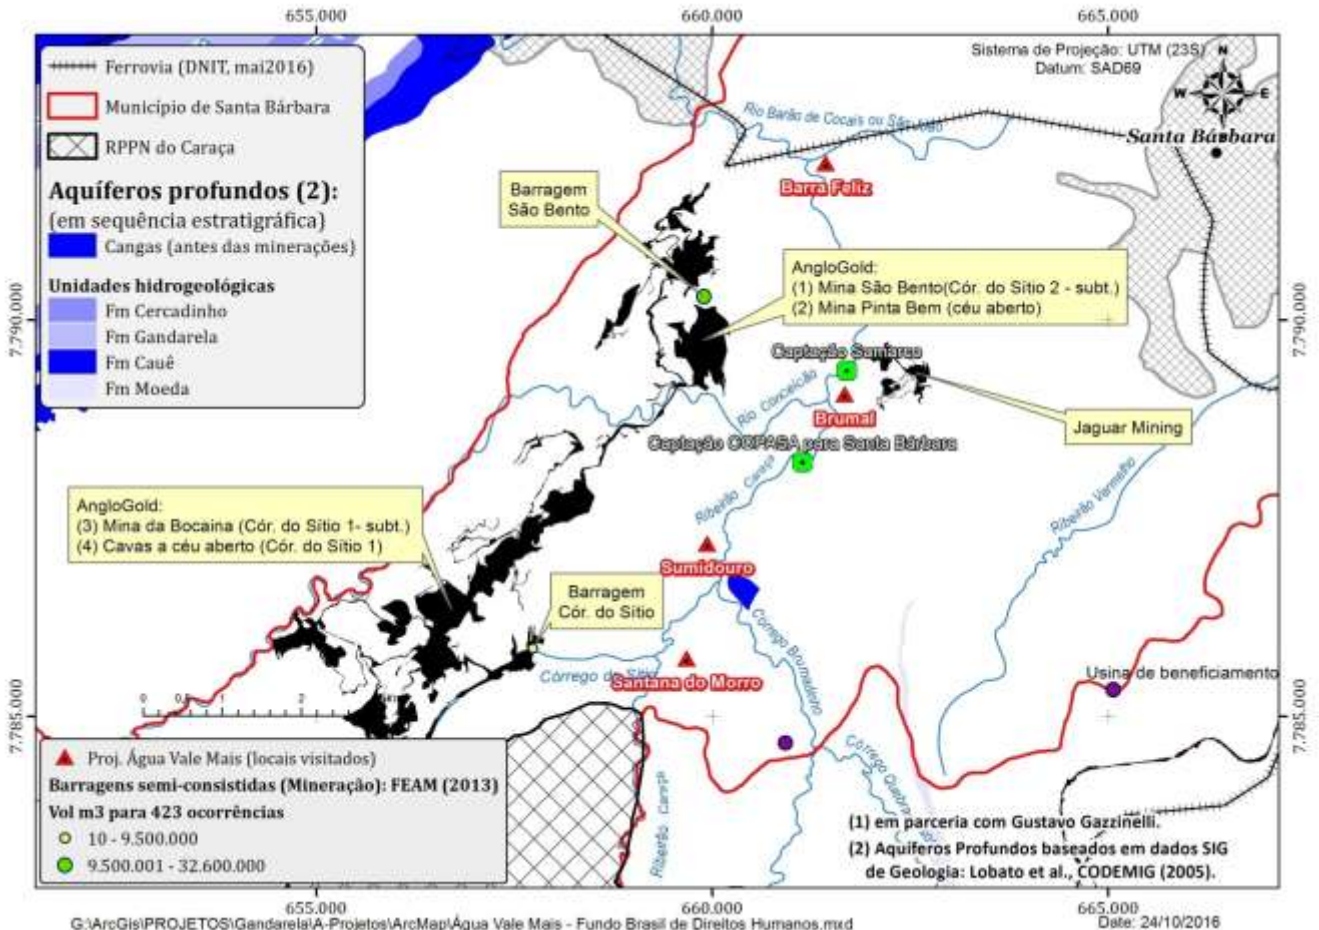 655.000
660.000
665.000
Ferrovia (DNIT, mai2016)
Município de Santa Bárbara
RPPN do Caraça
Aquíferos profundos (2):
(em sequência estratigráfica)
Cangas (antes das minerações)
Unidades hidrogeológicas
Fm Cercadinho
Fm Gandarela
Fm Cauê
Fm Moeda
Sistema de Projeção: UTM (23S)
Datum: SAD69
N
W
E
Santa Bárbara
Rio Barão de Cocais ou São João
Barra Feliz
Barragem
São Bento
AngloGold:
(1) Mina São Bento(Cór. do Sítio 2 - subt.)
(2) Mina Pinta Bem (céu aberto)
7.790.000
7.790.000
Captação Samarco
Rio Conceição
Brumal
Jaguar Mining
Captação COPASA para Santa Bárbara
Ribeirão Caraça
Ribeirão Vermelho
AngloGold:
(3) Mina da Bocaina (Cór. do Sítio 1- subt.)
(4) Cavas a céu aberto (Cór. do Sítio 1)
Sumidouro
Barragem
Cór. do Sítio
Córrego Brumadinho
Córrego do Sítio
Santana do Morro
Usina de beneficiamento
0 0,5 1 2
7.785.000
7.785.000
Proj. Água Vale Mais (locais visitados)
Barragens semi-consistidas (Mineração): FEAM (2013)
Vol m3 para 423 ocorrências
10 - 9.500.000
9.500.001 - 32.600.000
Ribeirão Caraça
Córrego
(1) em parceria com Gustavo Gazzinelli.
(2) Aquíferos Profundos baseados em dados SIG
de Geologia: Lobato et al., CODEMIG (2005).
655.000
660.000
665.000
G:\ArcGis\PROJETOS\Gandarela\A-Projetos\ArcMap\Água Vale Mais - Fundo Brasil de Direitos Humanos.mxd
Date: 24/10/2016